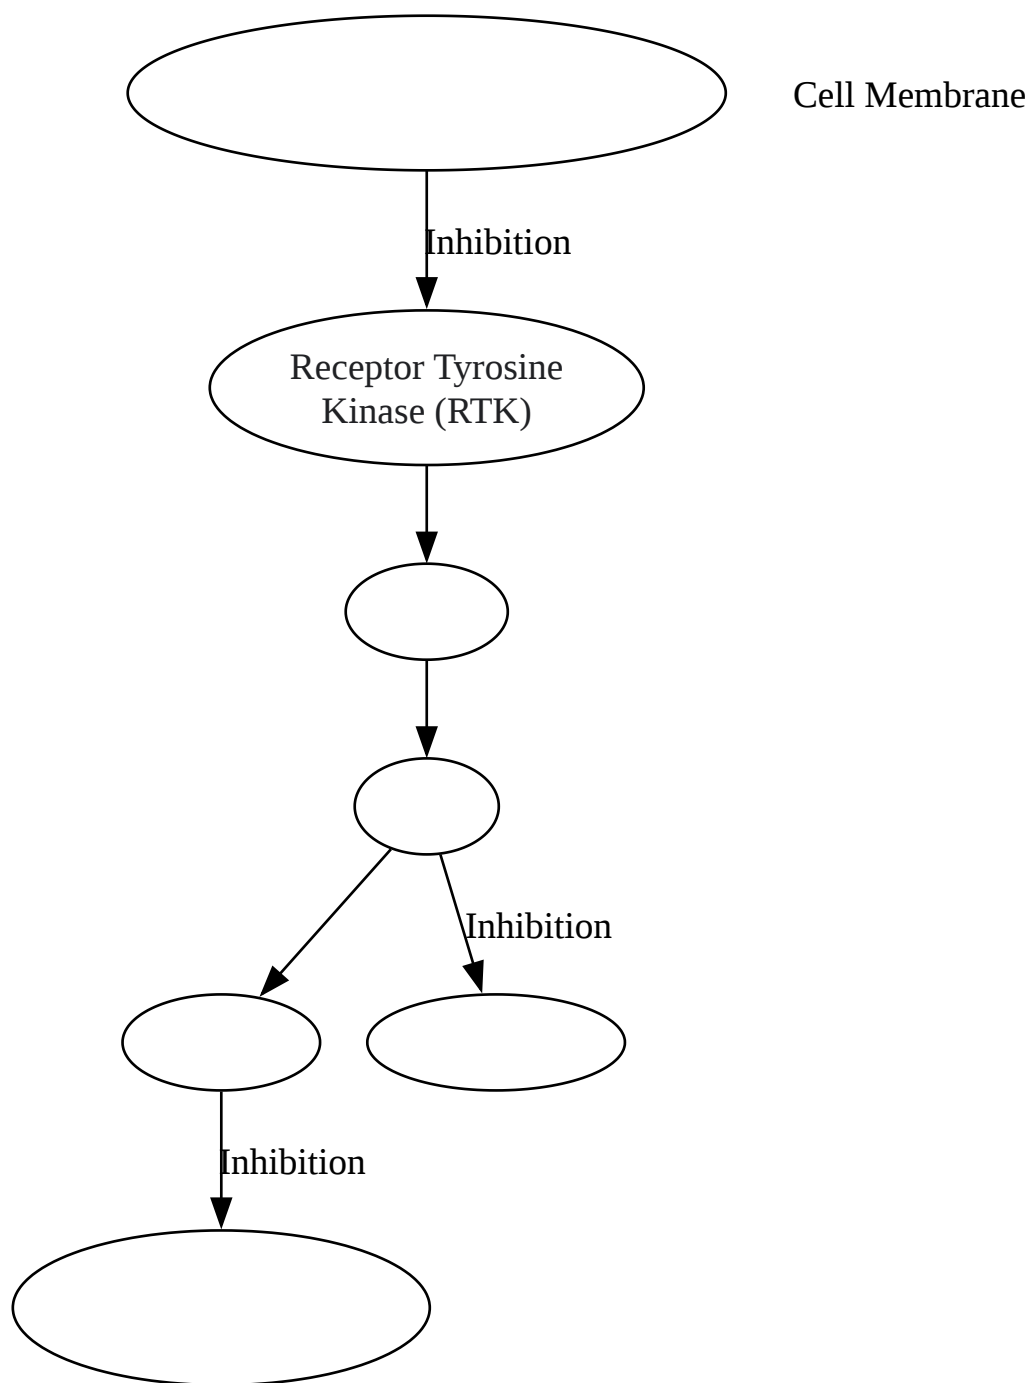 Cell Membrane
Inhibition
Receptor Tyrosine
Kinase (RTK)
Inhibition
Inhibition